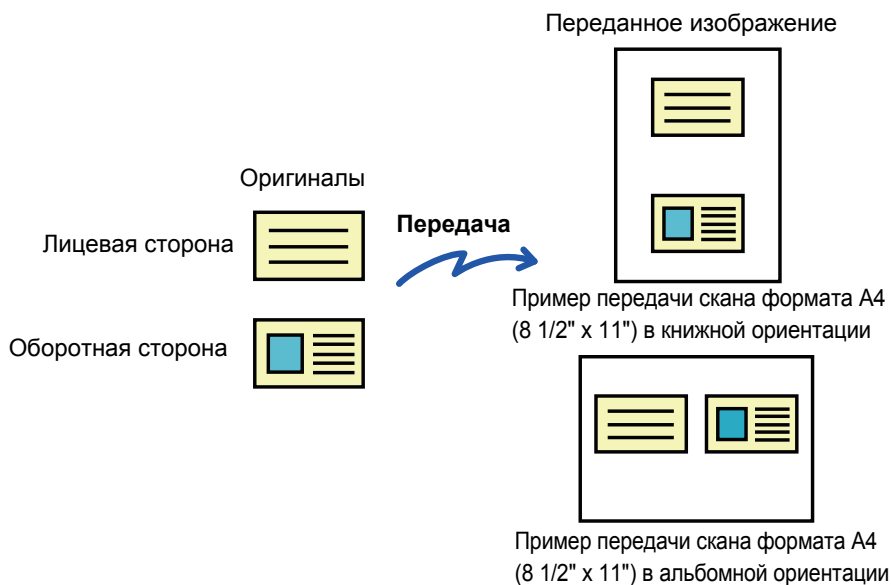 Переданное изображение
Оригиналы
Лицевая сторона
Передача
Оборотная сторона
Пример передачи скана формата A4
(8 1/2" x 11") в книжной ориентации
Пример передачи скана формата A4
(8 1/2" x 11") в альбомной ориентации